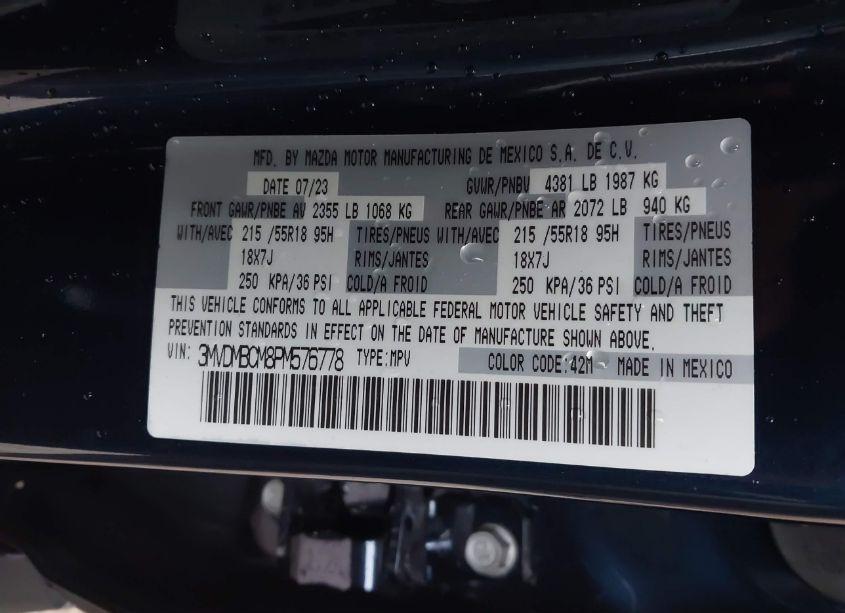 MFD. BY MAZDA MOTOR MANUFACTURING DE MEXICO S.A. DE C.V.
DATE 07/23 GVWR/PNBV 4381 LB 1987 KG
FRONT GAWR/PNBE AV 2355 LB 1068 KG REAR GAWR/PNBE AR 2072 LB 940 KG
WITH/AVEC 215 /55R18 95H TIRES/PNEUS WITH/AVEC 215 /55R18 95H TIRES/PNEUS
18X7J RIMS/JANTES 18X7J RIMS/JANTES
250 KPA/36 PSI COLD/A FROID 250 KPA/36 PSI COLD/A FROID
THIS VEHICLE CONFORMS TO ALL APPLICABLE FEDERAL MOTOR VEHICLE SAFETY AND THEFT
PREVENTION STANDARDS IN EFFECT ON THE DATE OF MANUFACTURE SHOWN ABOVE.
VIN: 3MVDMBCM8PM576778 TYPE:MPV COLOR CODE:42M MADE IN MEXICO